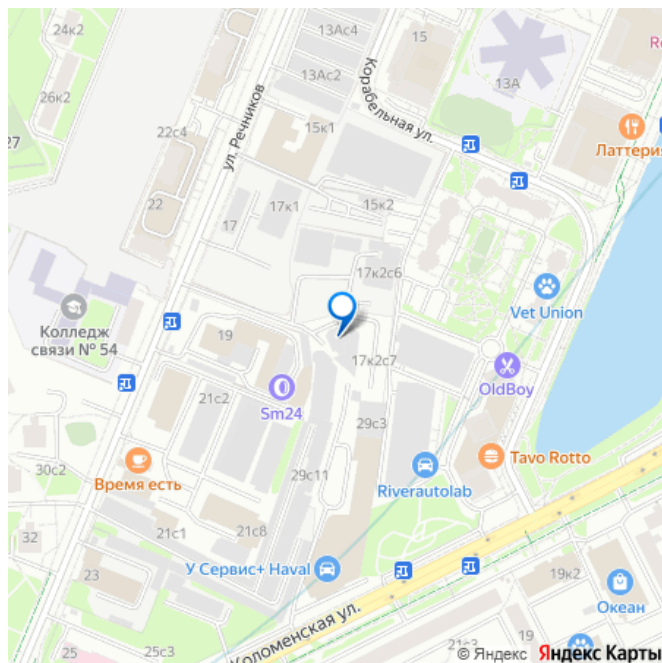 24к2
13Ас4
15
Корабельная ул.
13Ас2
26к2
13А
ул. Речников
27
22с4
15к1
Латтерия
22
17к1
15к2
17
17к2с6
Vet Union
Колледж
связи № 54
19
17к2с7
OldBoy
21с2
Sm24
29с3
30с2
Время есть
29с11
Tavo Rotto
Riverautolab
32
21с1
21с8
У Сервис+ Haval
23
19к2
Океан
Коломенская ул.
25
25с3
21с3
© Яндекс Яндекс Карты